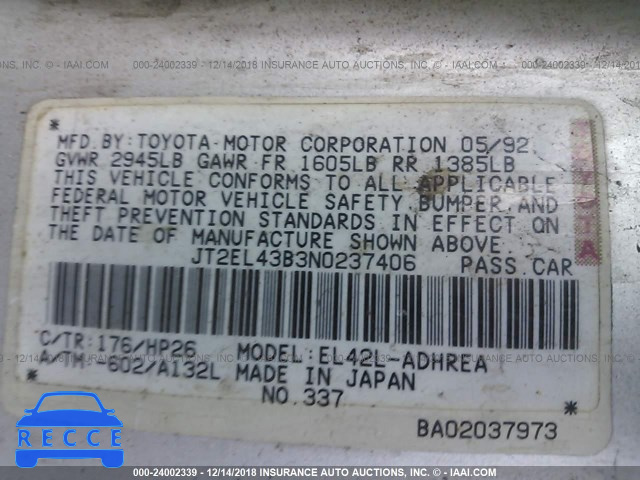 000-24002339 - 12/14/2018 INSURANCE AUTO AUCTIONS, INC. - © IAAI.COM
MFD.BY:TOYOTA MOTOR CORPORATION 05/92
GVWR 2945LB GAWR FR 1605LB RR 1385LB
THIS VEHICLE CONFORMS TO ALL APPLICABLE
FEDERAL MOTOR VEHICLE SAFETY,BUMPER,AND
THEFT PREVENTION STANDARDS IN EFFECT ON
THE DATE OF MANUFACTURE SHOWN ABOVE.
JT2EL43B3N0237406 PASS.CAR
C/TR:176/HP26 MODEL:EL42L-ADHREA
A/TM:-602/A132L MADE IN JAPAN
NO.337
* *
BA02037973
RECCE
000-24002339 - 12/14/2018 INSURANCE AUTO AUCTIONS, INC. - © IAAI.COM